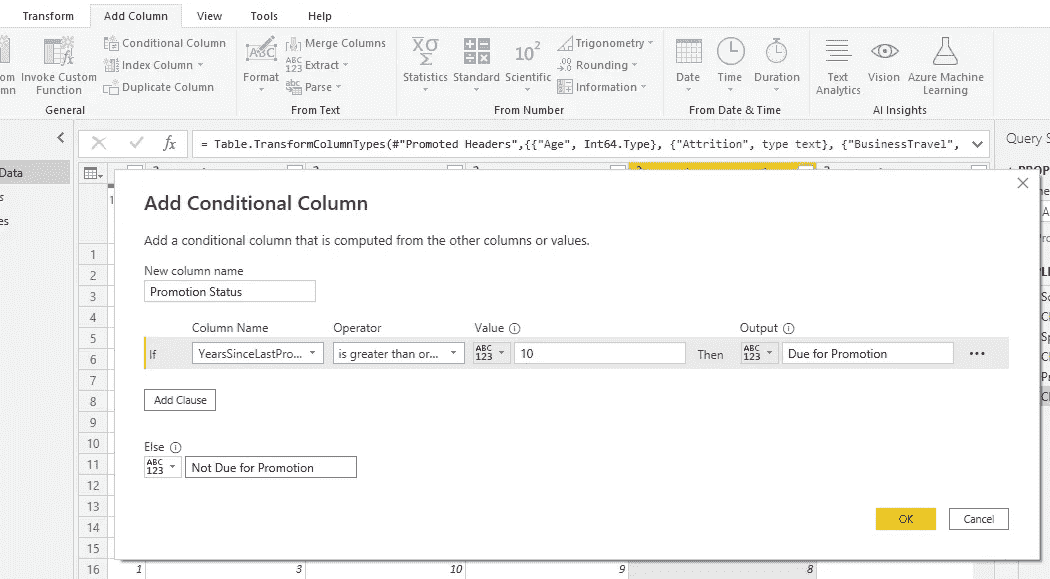 Transform Add Column View Tools Help
Conditional Column
Index Column
Duplicate Column
Invoke Custom
Function
General
Format
Merge Columns
Extract
Parse
From Text
Statistics
Standard
Scientific
Trigonometry
Rounding
Information
From Number
Date
Time
Duration
From Date & Time
Text
Analytics
Vision
Azure Machine
Learning
AI Insights
= Table.TransformColumnTypes(#"Promoted Headers",{{"Age", Int64.Type}, {"Attrition", type text}, {"BusinessTravel",
Query S
Data
Add Conditional Column
Add a conditional column that is computed from the other columns or values.
New column name
Promotion Status
Column Name Operator Value Output
If YearsSinceLastPro... is greater than or... ABC 123 10 Then ABC 123 Due for Promotion ...
Add Clause
Else
ABC 123 Not Due for Promotion
OK Cancel
1
2
3
4
5
6
7
8
9
10
11
12
13
14
15
16 1 3 10 9 8